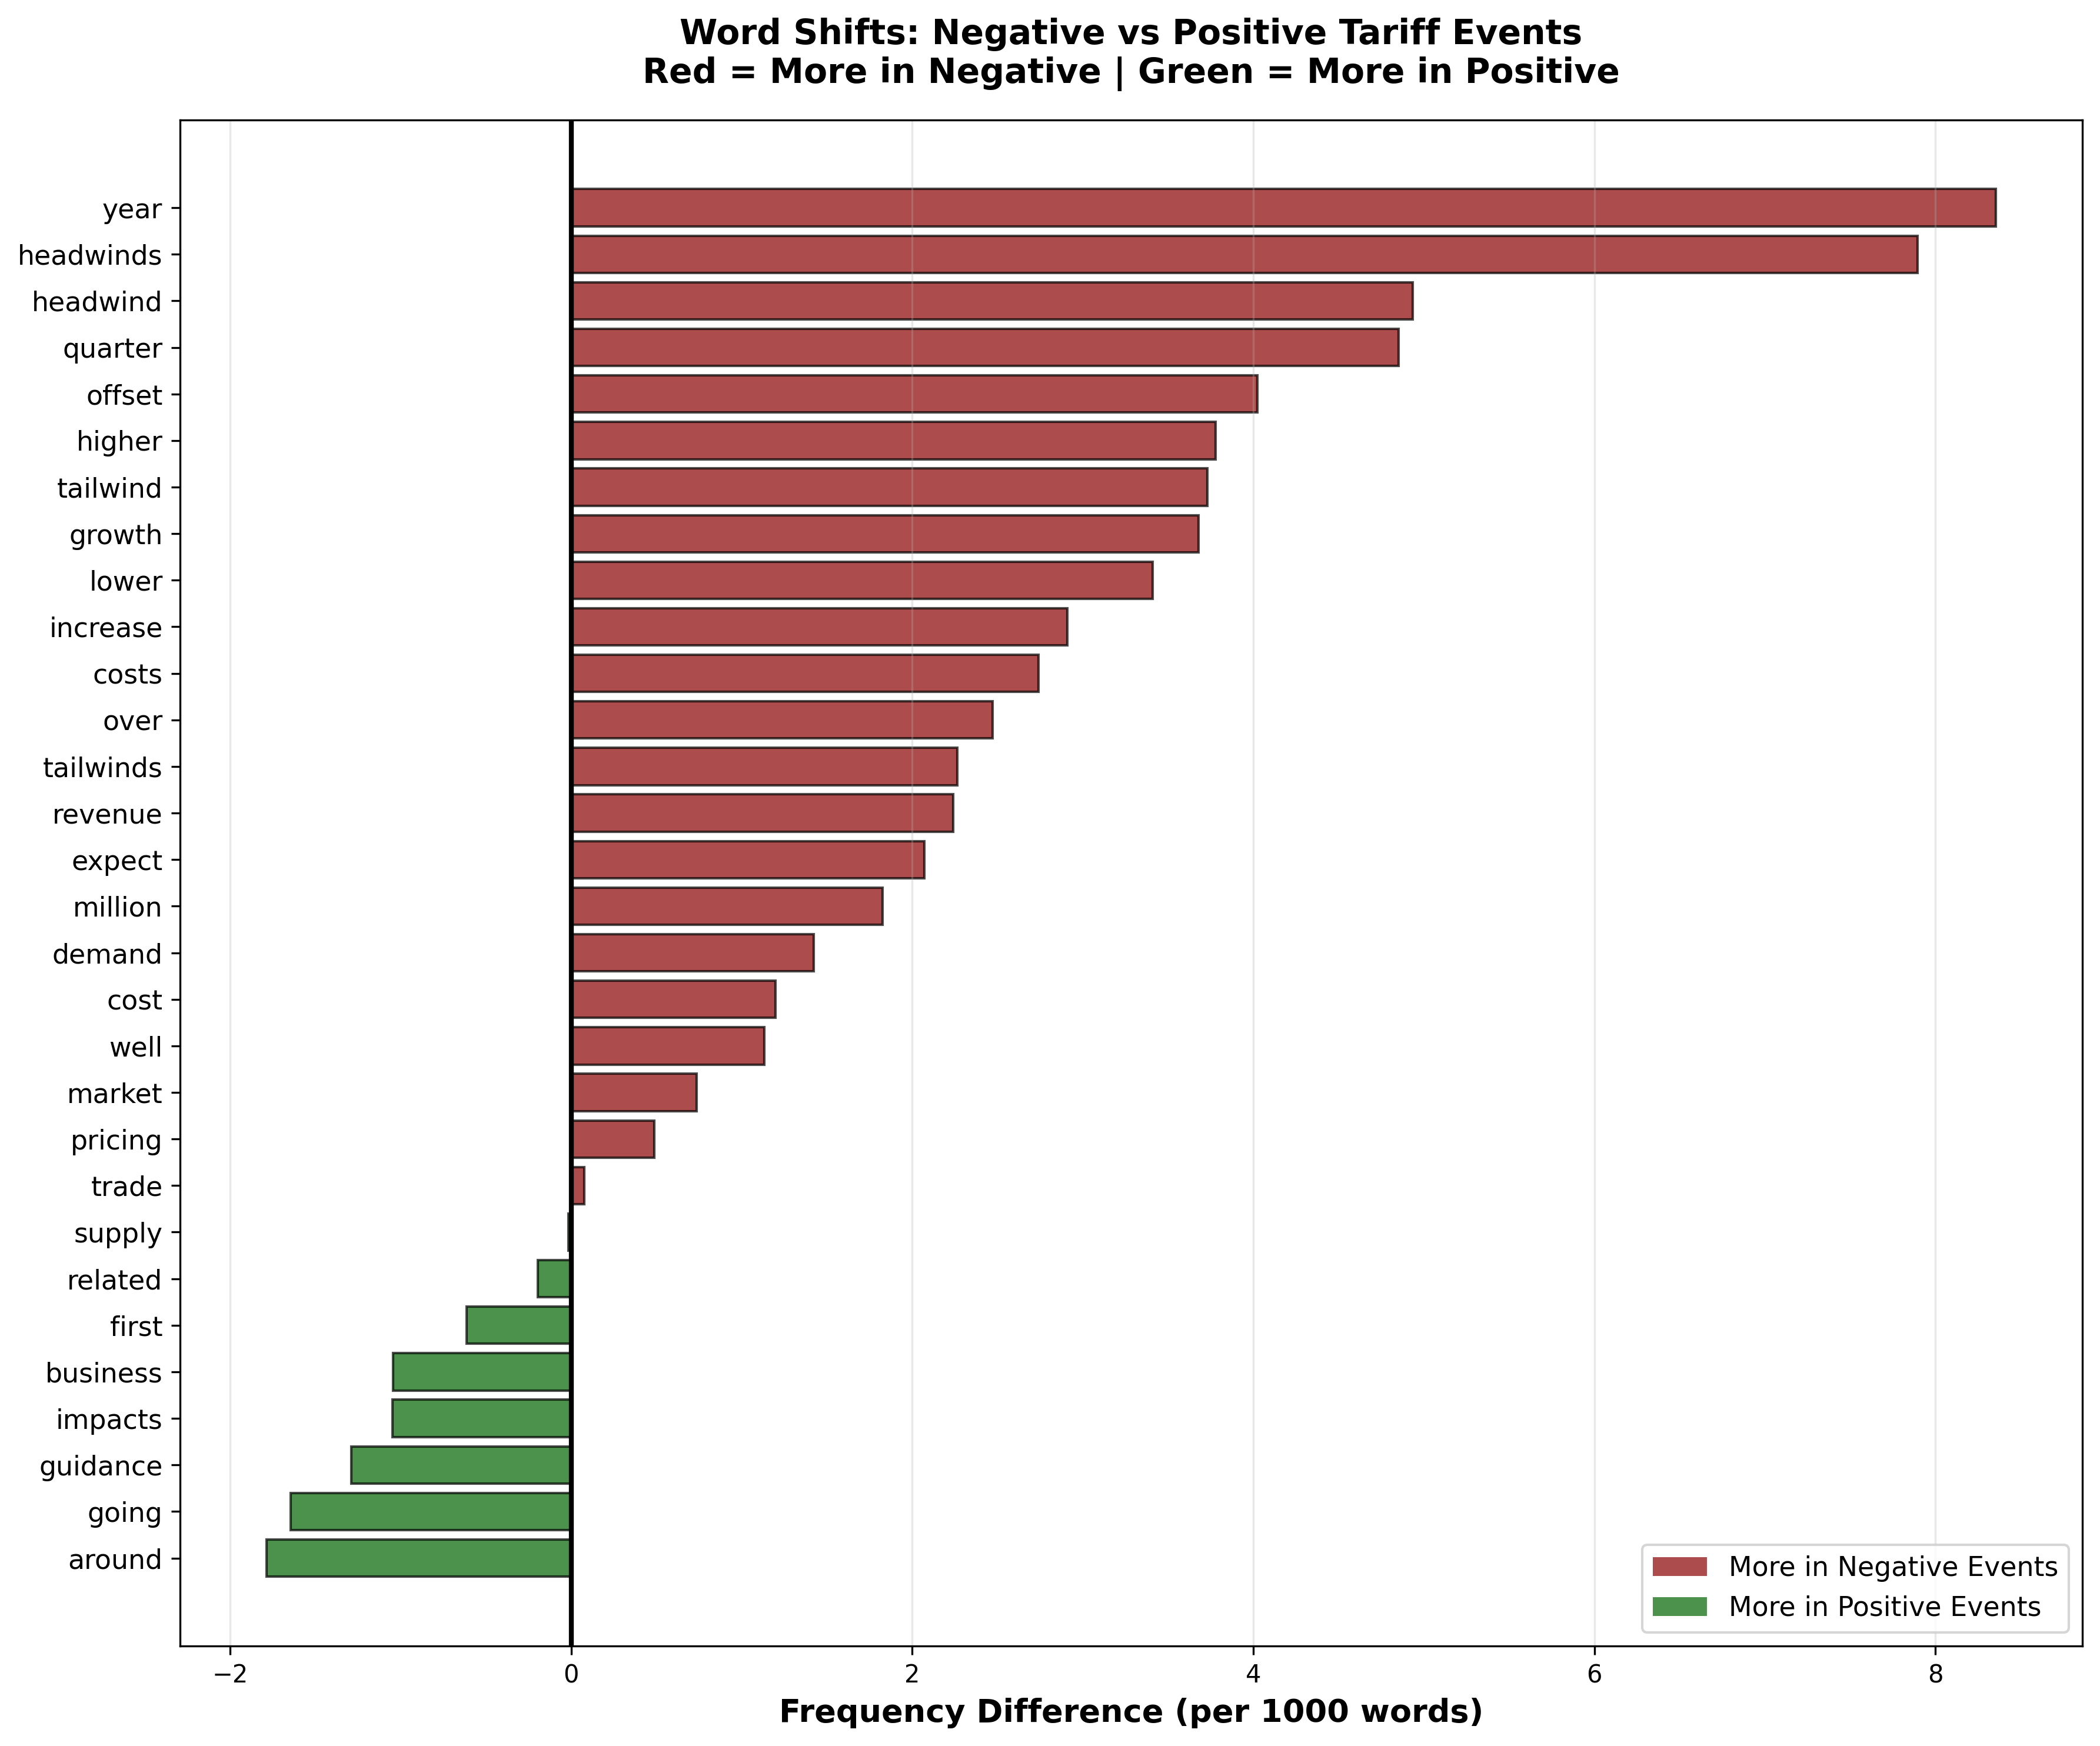 Word Shifts: Negative vs Positive Tariff Events
Red = More in Negative | Green = More in Positive
year
headwinds
headwind
quarter
offset
higher
tailwind
growth
lower
increase
costs
over
tailwinds
revenue
expect
million
demand
cost
well
market
pricing
trade
supply
related
first
business
impacts
guidance
going
around
More in Negative Events
More in Positive Events
−2 0 2 4 6 8
Frequency Difference (per 1000 words)